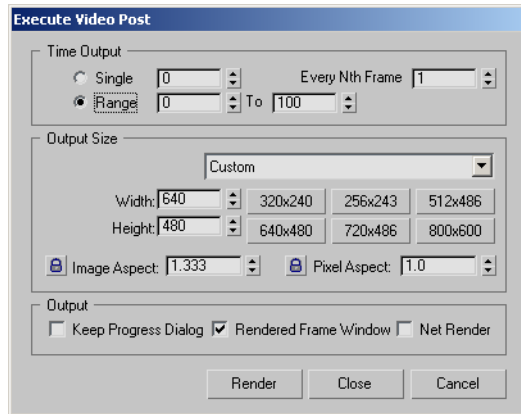 Execute Video Post
Time Output
Single 0 Every Nth Frame 1
Range 0 To 100
Output Size
Custom
Width: 640 320x240 256x243 512x486
Height: 480 640x480 720x486 800x600
Image Aspect: 1.333 Pixel Aspect: 1.0
Output
Keep Progress Dialog Rendered Frame Window Net Render
Render Close Cancel